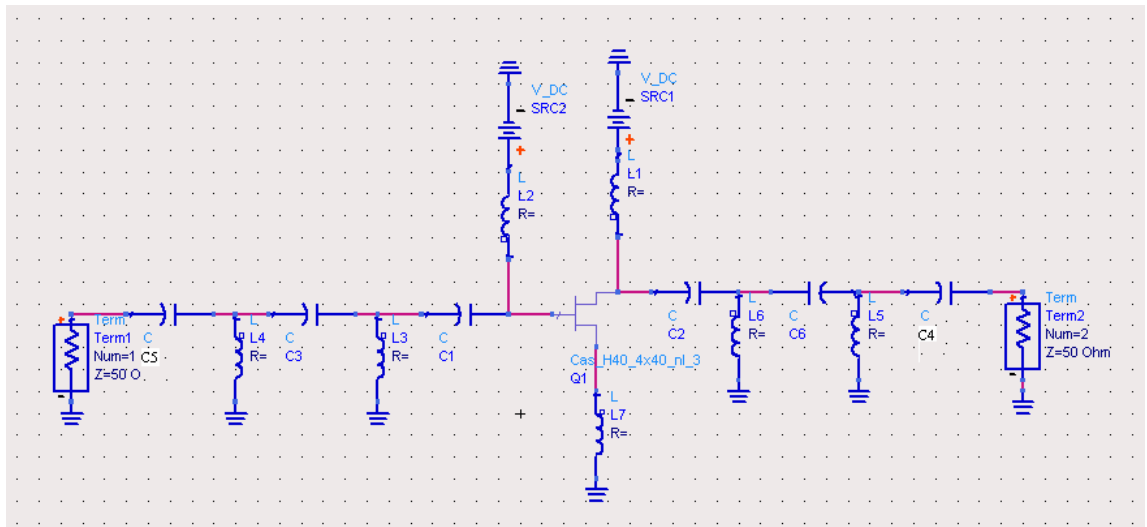 V_DC
SRC2
V_DC
SRC1
L
L2
R=
L
L1
R=
Term
Term1
Num=1
Z=50 O
C
C5
L
L4
R=
C
C3
L
L3
R=
C
C1
Cas_H40_4x40_nl_3
Q1
L
L7
R=
C
C2
L
L6
R=
C
C6
L
L5
R=
C
C4
Term
Term2
Num=2
Z=50 Ohm